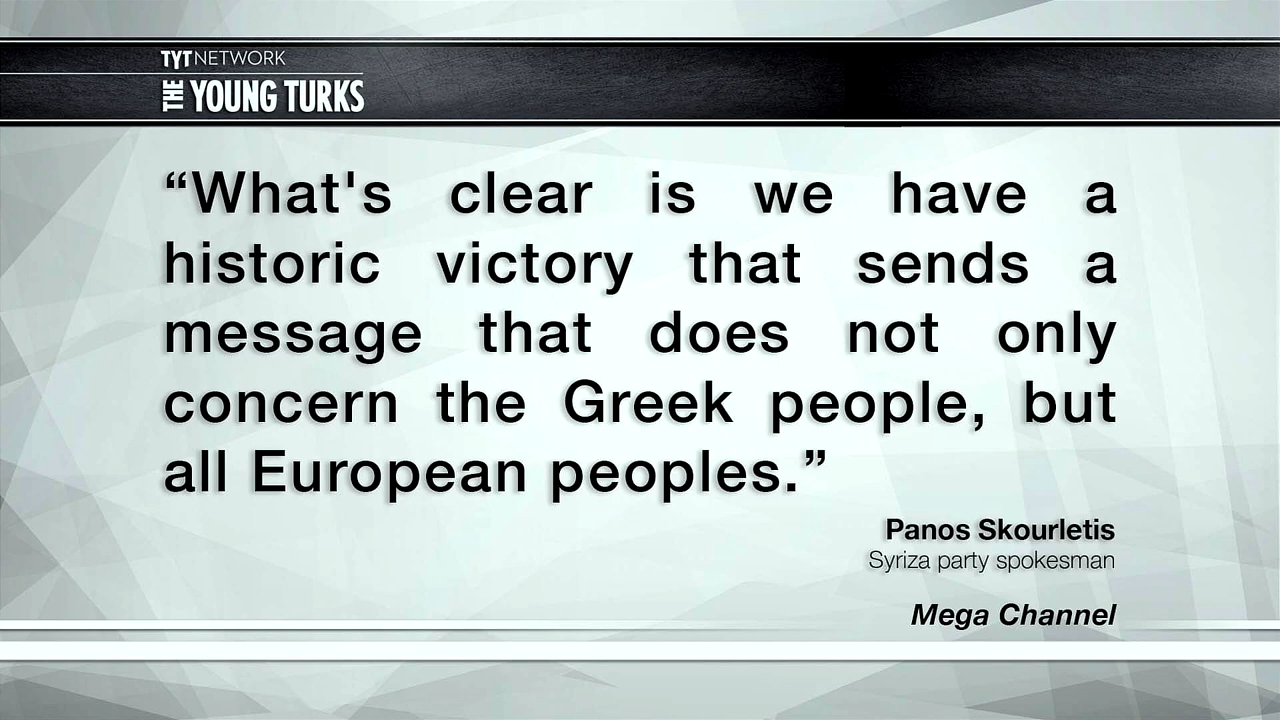 TYT NETWORK
THE YOUNG TURKS
“What's clear is we have a
historic victory that sends a
message that does not only
concern the Greek people, but
all European peoples.”
Panos Skourletis
Syriza party spokesman
Mega Channel